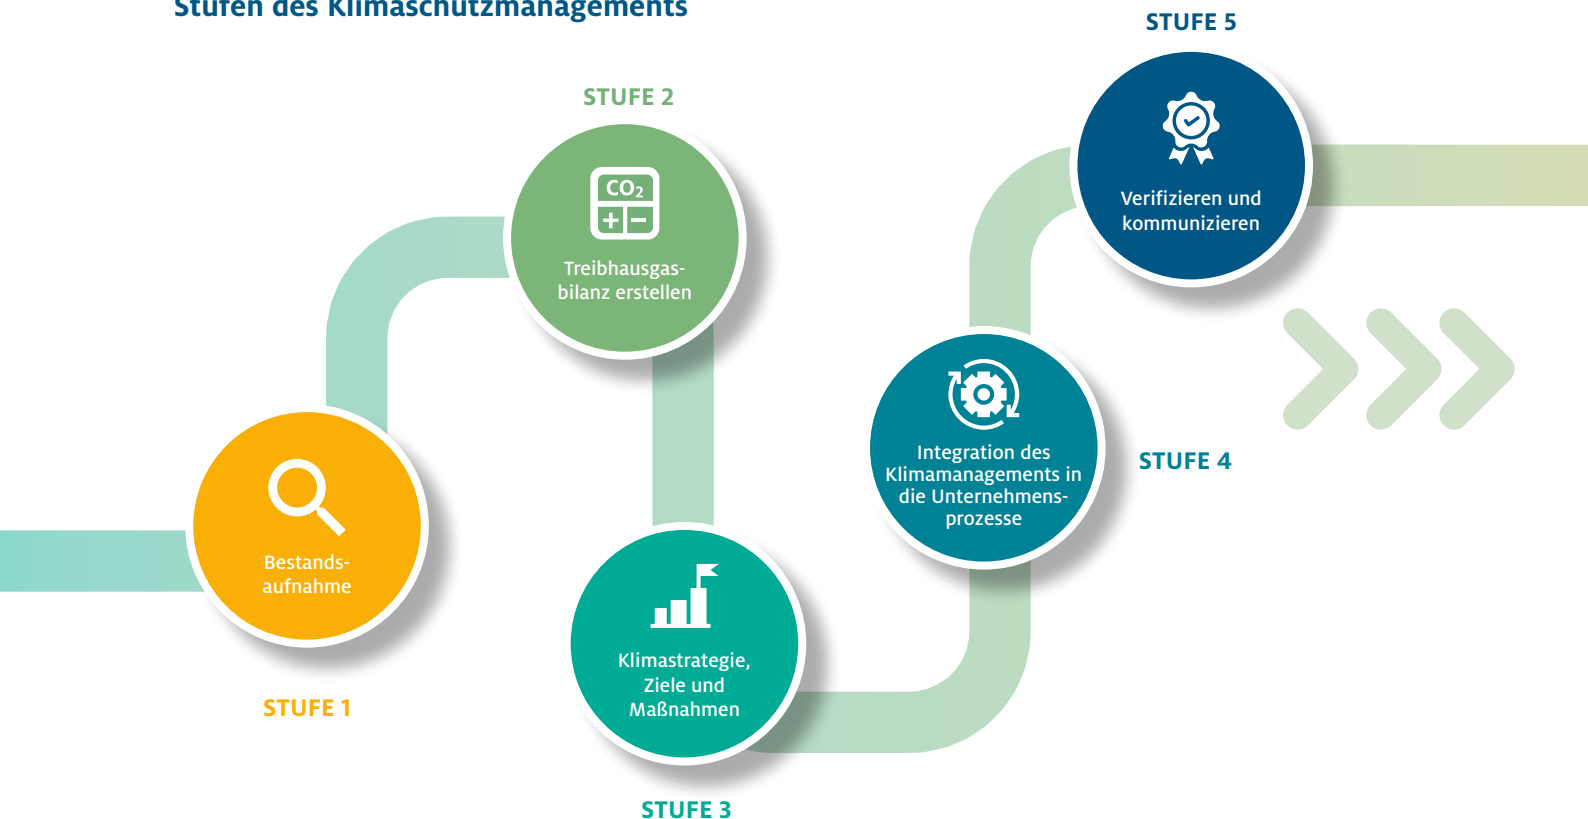 Stufen des Klimaschutzmanagements
STUFE 1
Bestands-
aufnahme
STUFE 2
CO₂
Treibhausgas-
bilanz erstellen
STUFE 3
Klimastrategie,
Ziele und
Maßnahmen
STUFE 4
Integration des
Klimamanagements in
die Unternehmens-
prozesse
STUFE 5
Verifizieren und
kommunizieren